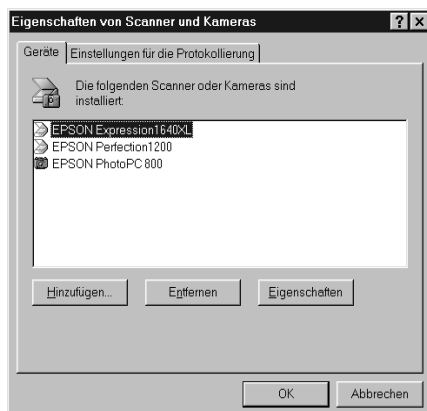 Eigenschaften von Scanner und Kameras
Geräte
Einstellungen für die Protokollierung
Die folgenden Scanner oder Kameras sind
installiert:
EPSON Expression1640XL
EPSON Perfection1200
EPSON PhotoPC 800
Hinzufügen...
Entfernen
Eigenschaften
OK
Abbrechen